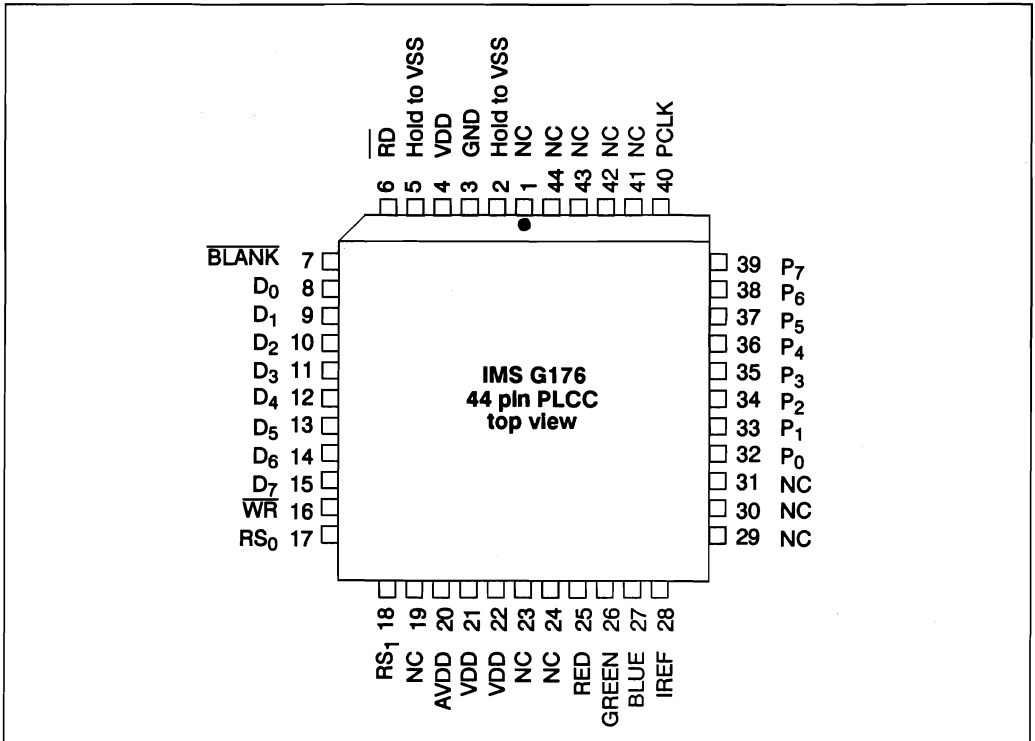 R̅D̅
Hold to VSS
VDD
GND
Hold to VSS
NC
NC
NC
NC
NC
PCLK
6 5 4 3 2 1 44 43 42 41 40
B̅L̅A̅N̅K̅ 7
D₀ 8
D₁ 9
D₂ 10
D₃ 11
D₄ 12
D₅ 13
D₆ 14
D₇ 15
W̅R̅ 16
RS₀ 17
IMS G176
44 pin PLCC
top view
39 P₇
38 P₆
37 P₅
36 P₄
35 P₃
34 P₂
33 P₁
32 P₀
31 NC
30 NC
29 NC
18 19 20 21 22 23 24 25 26 27 28
RS₁
NC
AVDD
VDD
VDD
NC
NC
RED
GREEN
BLUE
IREF